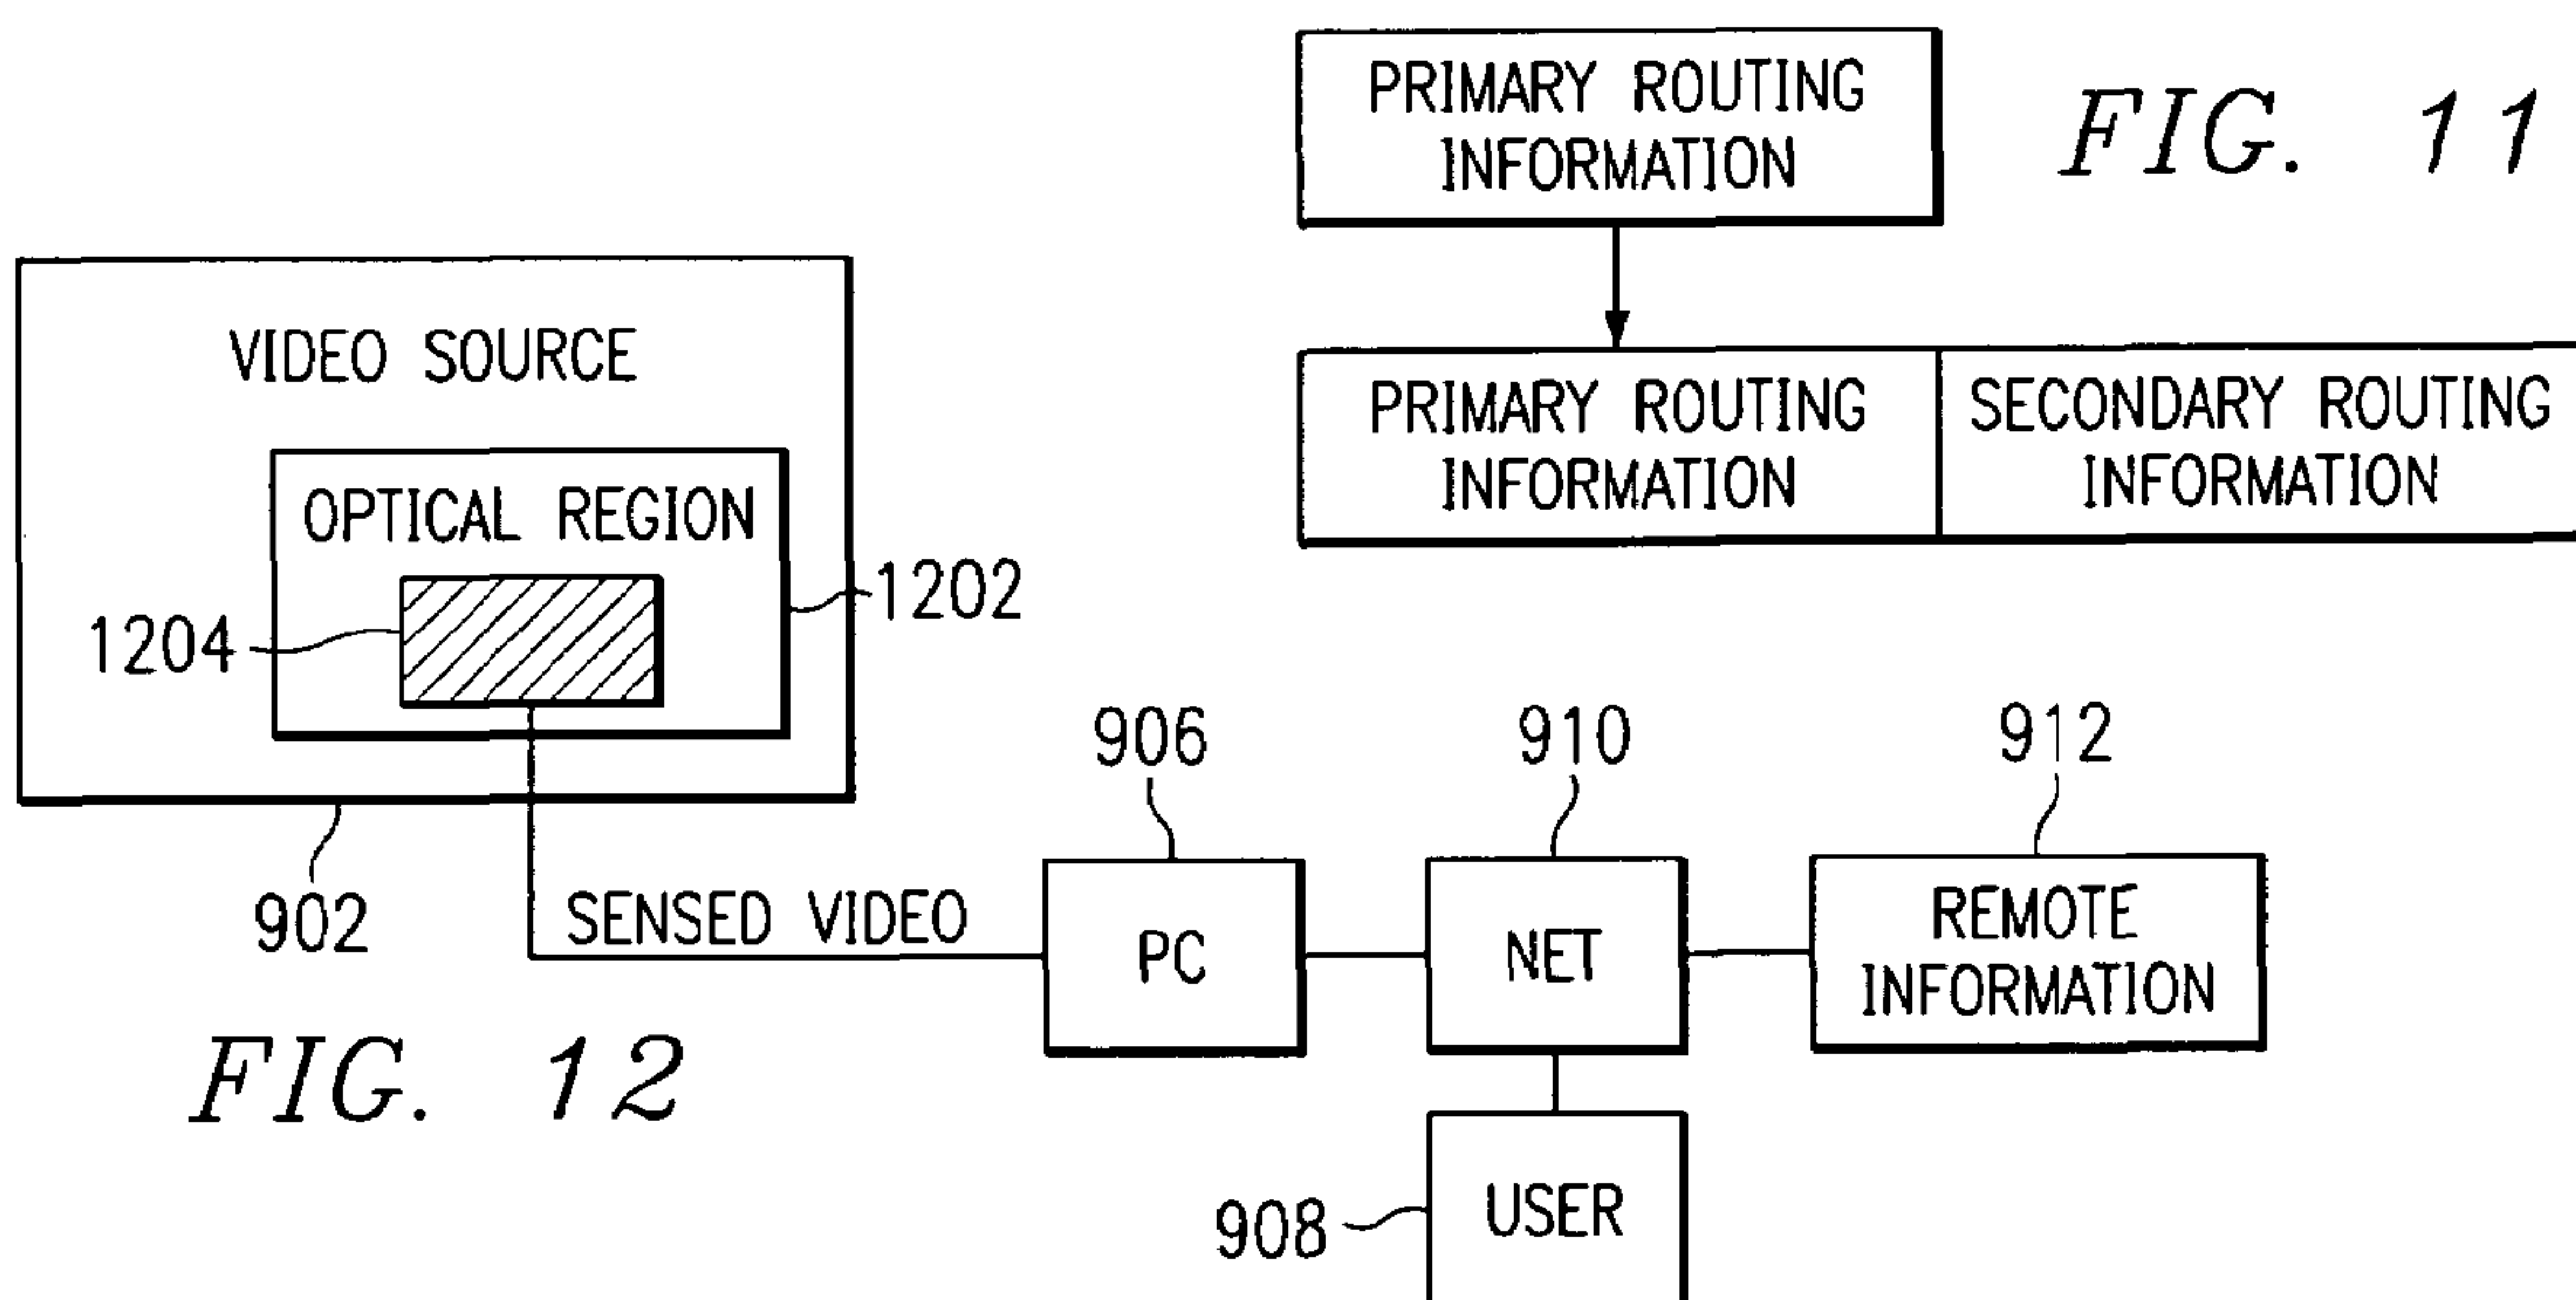 PRIMARY ROUTING
INFORMATION
FIG. 11
PRIMARY ROUTING
INFORMATION
SECONDARY ROUTING
INFORMATION
VIDEO SOURCE
OPTICAL REGION
1202
1204
902
SENSED VIDEO
906
PC
910
NET
912
REMOTE
INFORMATION
908
USER
FIG. 12